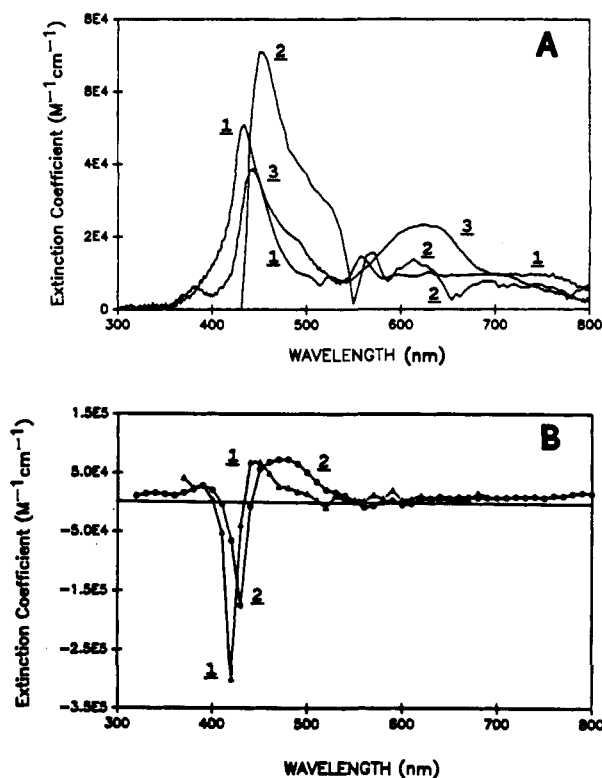 A
Extinction Coefficient (M⁻¹cm⁻¹)
8E4
6E4
4E4
2E4
0
1
2
3
1
3
2
2
1
300 400 500 600 700 800
WAVELENGTH (nm)
B
Extinction Coefficient (M⁻¹cm⁻¹)
1.5E5
5.0E4
-5.0E4
-1.5E5
-2.5E5
-3.5E5
1
2
2
1
300 400 500 600 700 800
WAVELENGTH (nm)